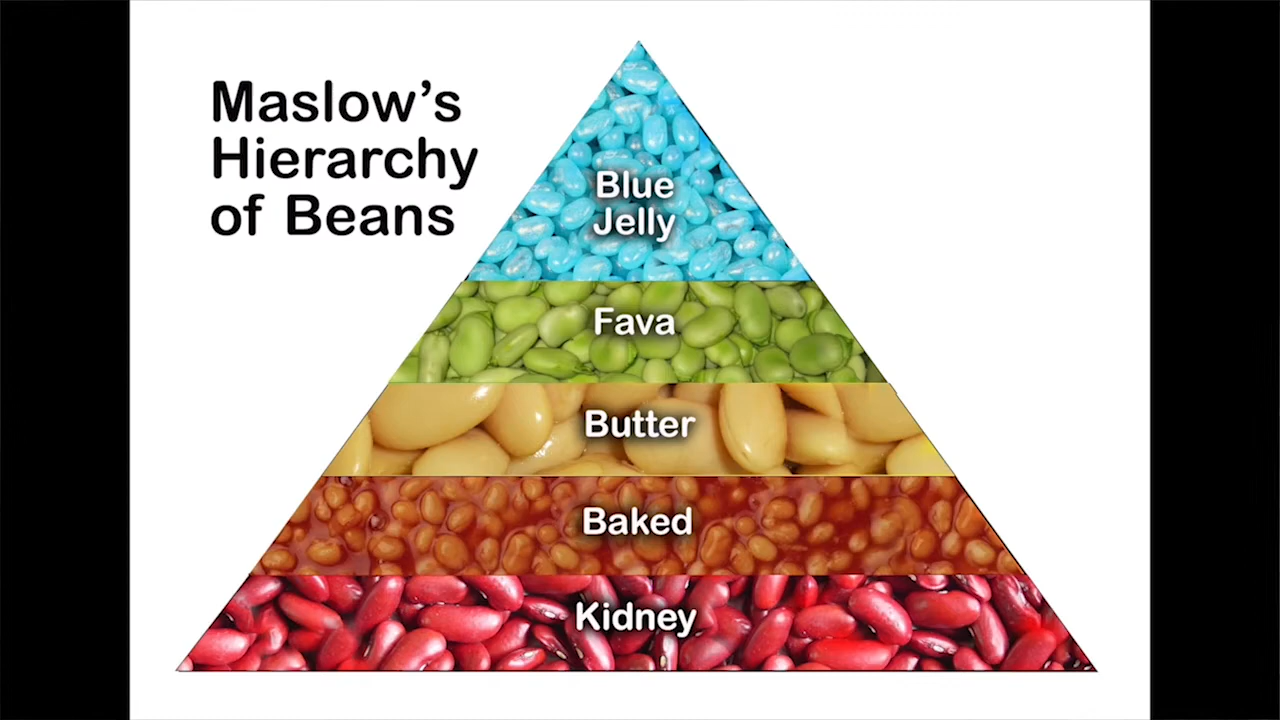 Maslow’s
Hierarchy
of Beans
Blue
Jelly
Fava
Butter
Baked
Kidney